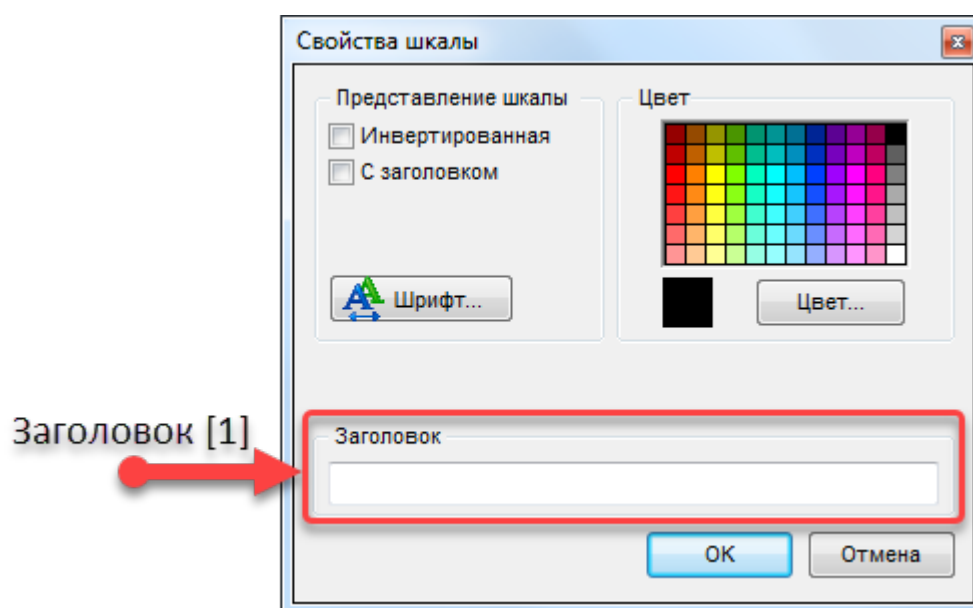 Свойства шкалы
Представление шкалы
Инвертированная
С заголовком
Шрифт...
Цвет
Цвет...
Заголовок [1]
Заголовок
OK
Отмена